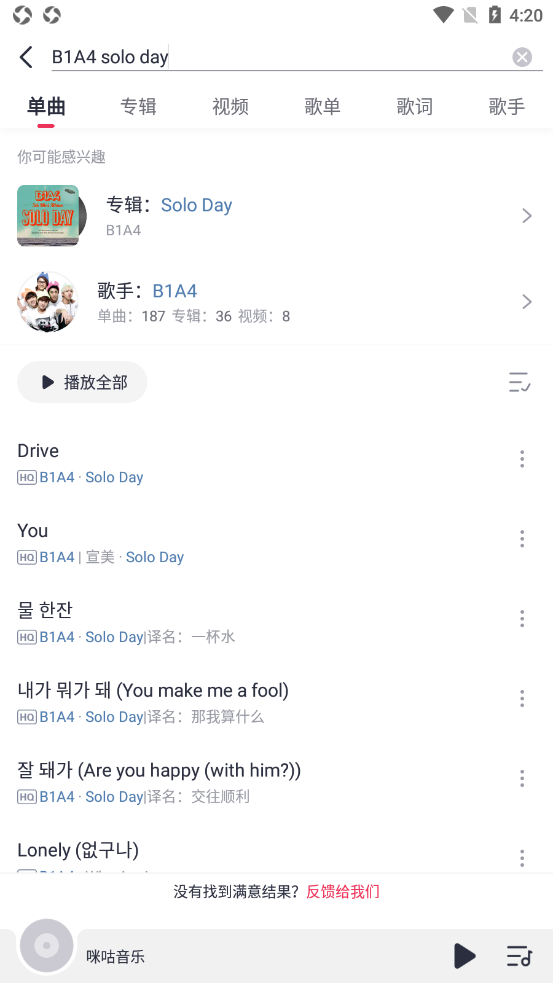 4:20
B1A4 solo day
单曲 专辑 视频 歌单 歌词 歌手
你可能感兴趣
B1A4
SOLO DAY
专辑：Solo Day
B1A4
歌手：B1A4
单曲：187 专辑：36 视频：8
播放全部
Drive
HQ B1A4 · Solo Day
You
HQ B1A4 | 宣美 · Solo Day
물 한잔
HQ B1A4 · Solo Day|译名：一杯水
내가 뭐가 돼 (You make me a fool)
HQ B1A4 · Solo Day|译名：那我算什么
잘 돼가 (Are you happy (with him?))
HQ B1A4 · Solo Day|译名：交往顺利
Lonely (없구나)
没有找到满意结果？反馈给我们
咪咕音乐